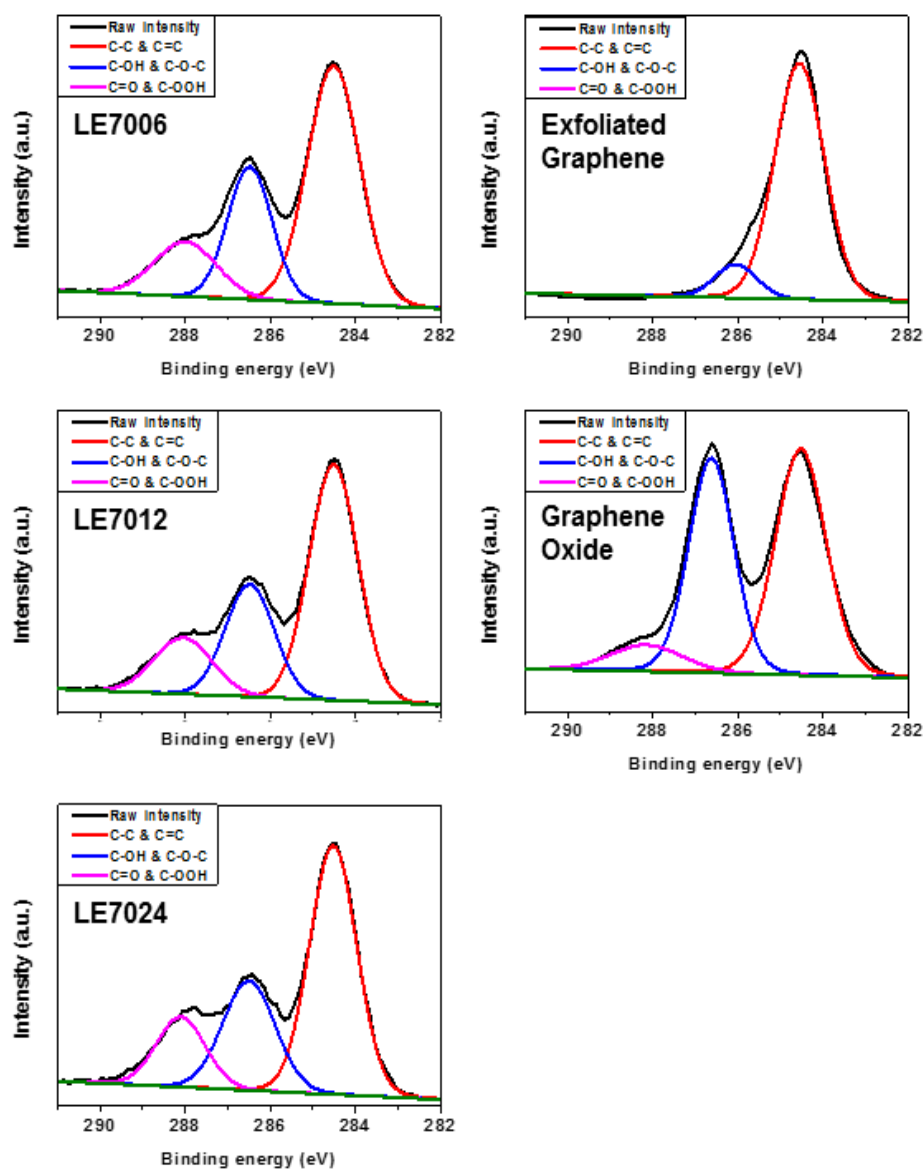 Raw Intensity
C-C & C=C
C-OH & C-O-C
C=O & C-OOH
LE7006
Intensity (a.u.)
290 288 286 284 282
Binding energy (eV)
Raw Intensity
C-C & C=C
C-OH & C-O-C
C=O & C-OOH
Exfoliated
Graphene
Intensity (a.u.)
290 288 286 284 282
Binding energy (eV)
Raw Intensity
C-C & C=C
C-OH & C-O-C
C=O & C-OOH
LE7012
Intensity (a.u.)
Binding energy (eV)
Raw Intensity
C-C & C=C
C-OH & C-O-C
C=O & C-OOH
Graphene
Oxide
Intensity (a.u.)
290 288 286 284 282
Binding energy (eV)
Raw Intensity
C-C & C=C
C-OH & C-O-C
C=O & C-OOH
LE7024
Intensity (a.u.)
290 288 286 284 282
Binding energy (eV)